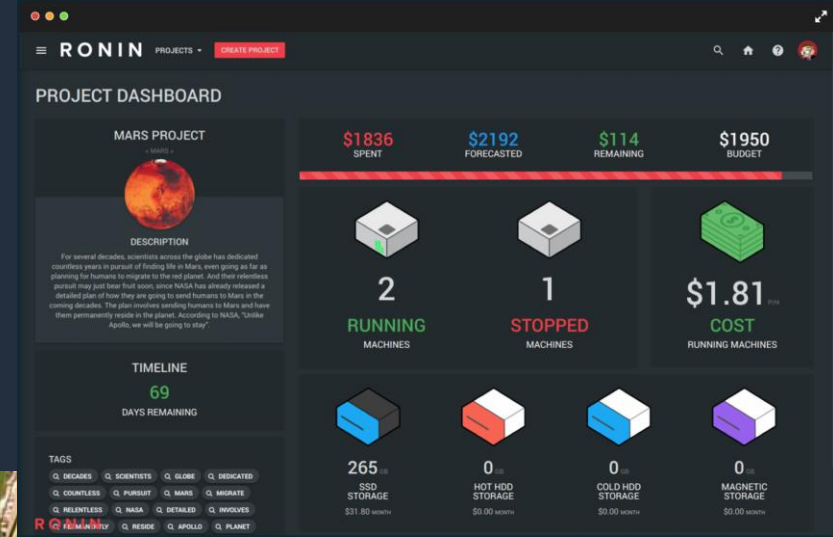 RONIN PROJECTS CREATE PROJECT
PROJECT DASHBOARD
MARS PROJECT
« MARS »
DESCRIPTION
For several decades, scientists across the globe has dedicated
countless years in pursuit of finding life in Mars, even going as far as
planning for humans to migrate to the red planet. And their relentless
pursuit may just bear fruit soon, since NASA has already released a
detailed plan of how they are going to send humans to Mars in the
coming decades. The plan involves sending humans to Mars and have
them permanently reside in the planet. According to NASA, "Unlike
Apollo, we will be going to stay".
TIMELINE
69
DAYS REMAINING
TAGS
DECADES SCIENTISTS GLOBE DEDICATED
COUNTLESS PURSUIT MARS MIGRATE
RELENTLESS NASA DETAILED INVOLVES
PERMANENTLY RESIDE APOLLO PLANET
RONIN
$1836 $2192 $114 $1950
SPENT FORECASTED REMAINING BUDGET
2 1 $1.81
RUNNING STOPPED COST
MACHINES MACHINES RUNNING MACHINES
265 GB 0 GB 0 GB 0 GB
SSD HOT HDD COLD HDD MAGNETIC
STORAGE STORAGE STORAGE STORAGE
$31.80 MONTH $0.00 MONTH $0.00 MONTH $0.00 MONTH